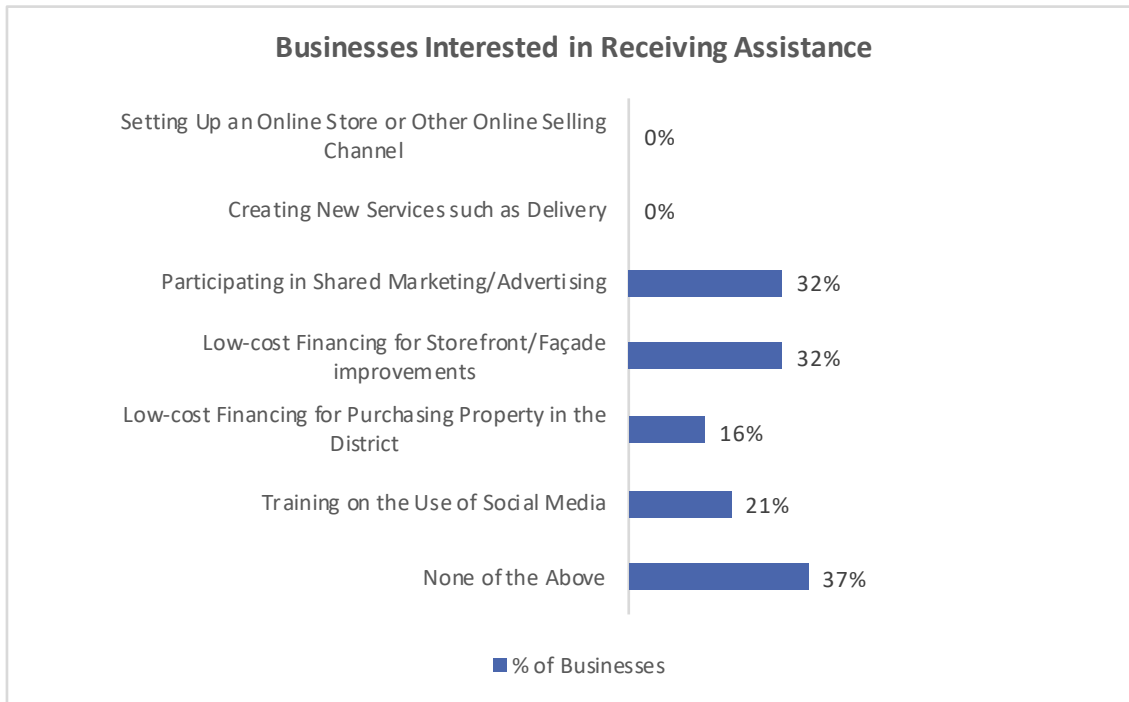 Businesses Interested in Receiving Assistance
Setting Up an Online Store or Other Online Selling
Channel
0%
Creating New Services such as Delivery
0%
Participating in Shared Marketing/Advertising
32%
Low-cost Financing for Storefront/Façade
improvements
32%
Low-cost Financing for Purchasing Property in the
District
16%
Training on the Use of Social Media
21%
None of the Above
37%
% of Businesses